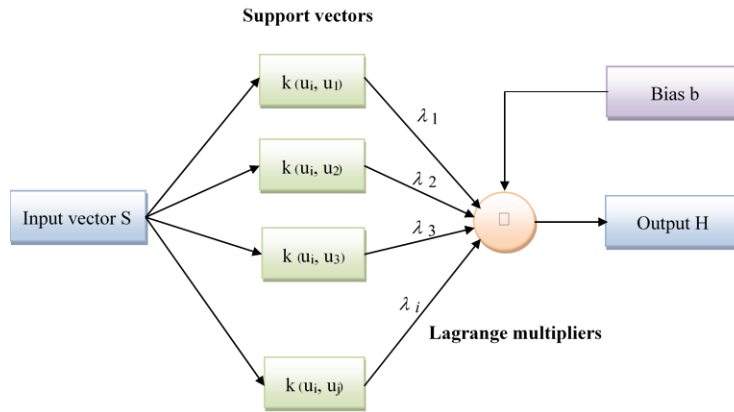 Support vectors
k (uᵢ, u₁)
Bias b
λ 1
k (uᵢ, u₂)
λ 2
Input vector S
□
Output H
λ 3
k (uᵢ, u₃)
λ i
Lagrange multipliers
k (uᵢ, uⱼ)